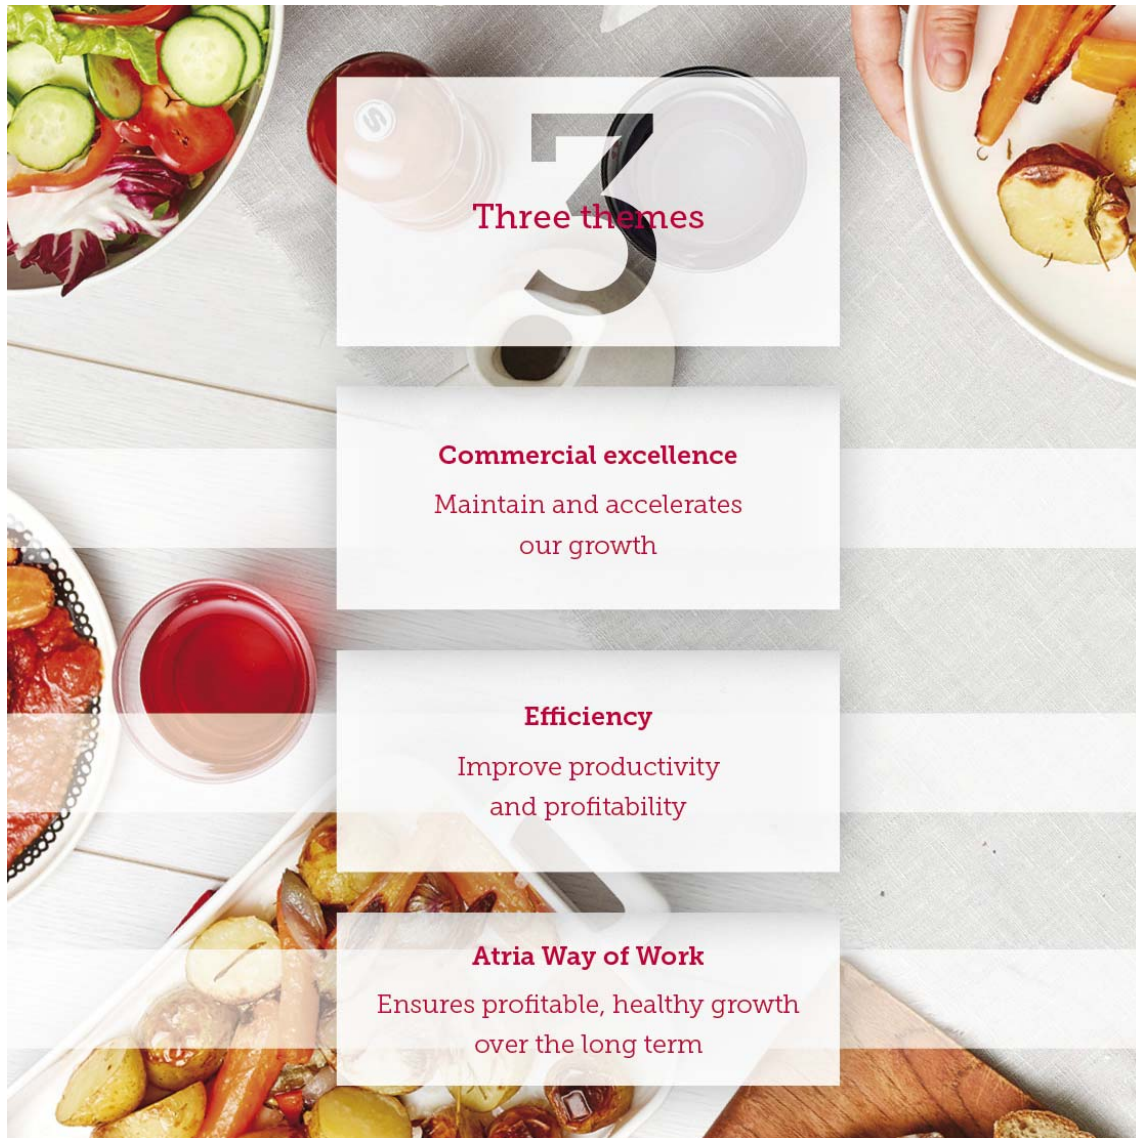 3
Three themes
Commercial excellence
Maintain and accelerates
our growth
Efficiency
Improve productivity
and profitability
Atria Way of Work
Ensures profitable, healthy growth
over the long term
S